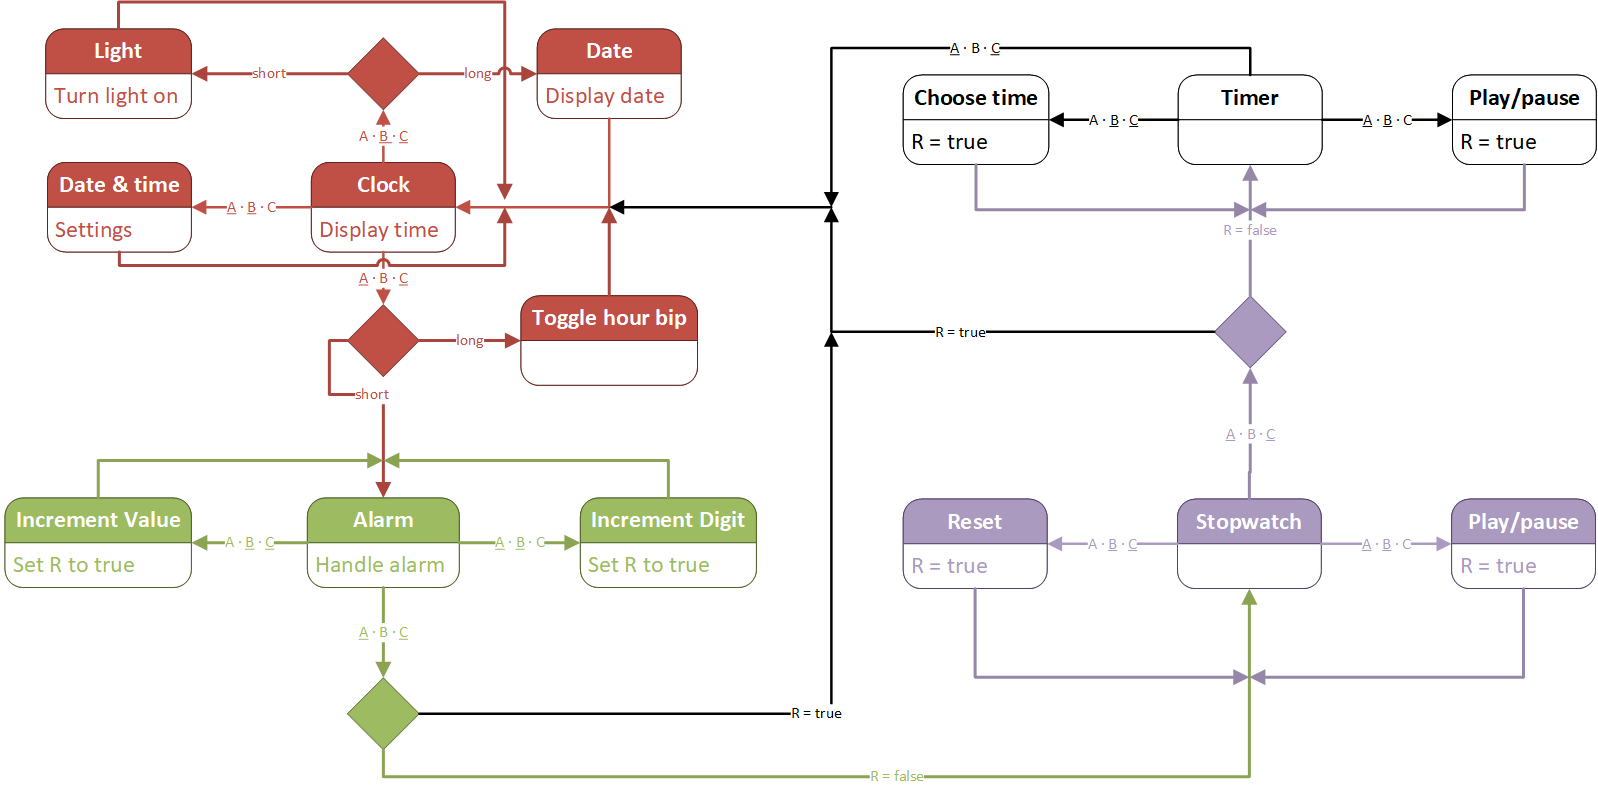 Light
Turn light on
short
long
Date
Display date
A · B · C
Date & time
Settings
A · B · C
Clock
Display time
A · B · C
Toggle hour bip
long
short
Increment Value
Set R to true
A · B · C
Alarm
Handle alarm
A · B · C
Increment Digit
Set R to true
A · B · C
R = true
R = false
A · B · C
Choose time
R = true
A · B · C
Timer
A · B · C
Play/pause
R = true
R = false
R = true
A · B · C
Reset
R = true
A · B · C
Stopwatch
A · B · C
Play/pause
R = true